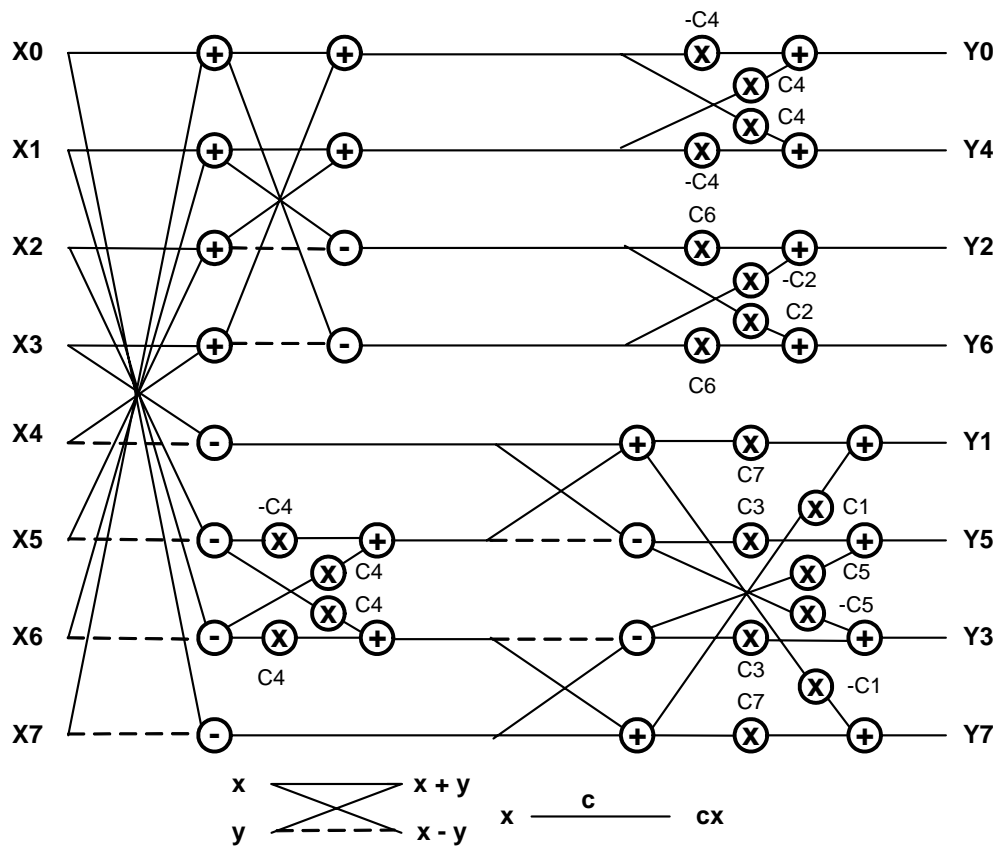 -C4
X0 + + X + Y0
X C4
C4
X
X1 + + X + Y4
-C4
C6
X2 + - X + Y2
X -C2
C2
X
X3 + - X + Y6
C6
X4 - + X + Y1
C7
-C4 C3 X C1
X5 - X + - X + Y5
X C4 X C5
C4 -C5
X X
X6 - X + - X + Y3
C4 C3
C7 X -C1
X7 - + X + Y7
x x + y
c
x cx
y x - y